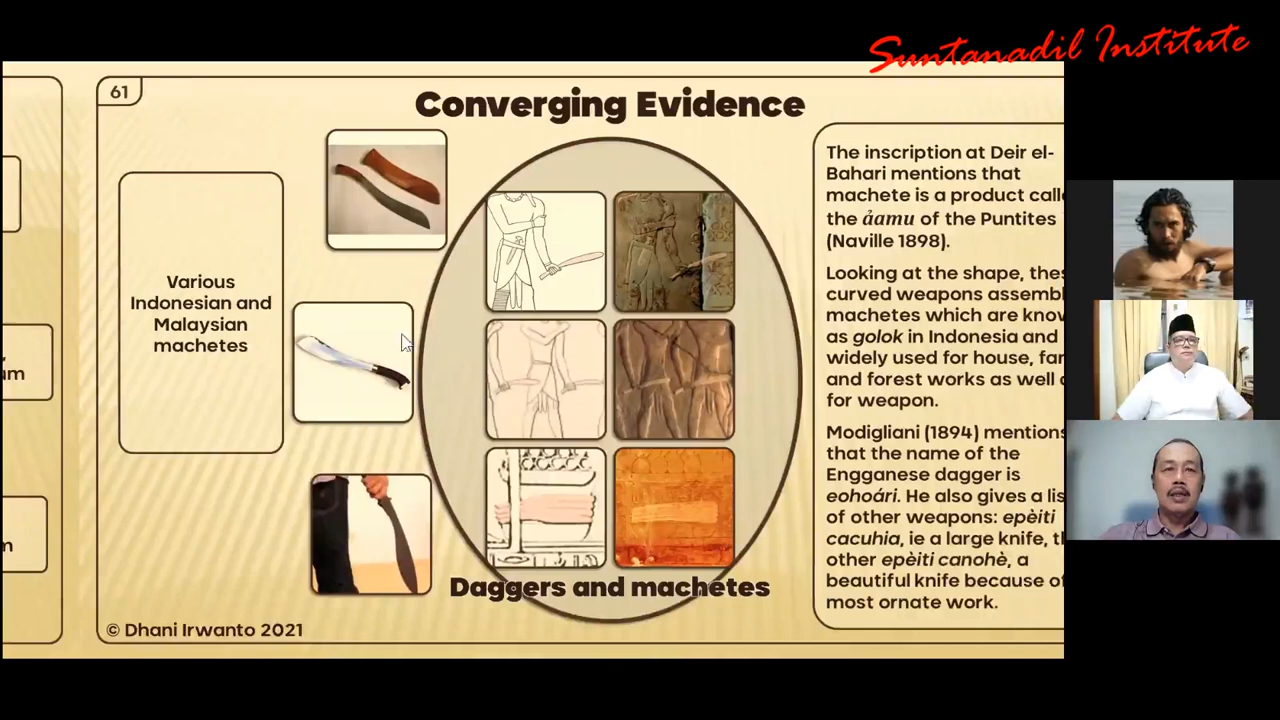 Suntanadil Institute
61
Converging Evidence
Various
Indonesian and
Malaysian
machetes
Daggers and machetes
The inscription at Deir el-
Bahari mentions that
machete is a product calle
the ảamu of the Puntites
(Naville 1898).
Looking at the shape, thes
curved weapons assembl
machetes which are know
as golok in Indonesia and
widely used for house, far
and forest works as well
for weapon.
Modigliani (1894) mentions
that the name of the
Engganese dagger is
eohoári. He also gives a lis
of other weapons: epèiti
cacuhia, ie a large knife, th
other epèiti canohè, a
beautiful knife because of
most ornate work.
© Dhani Irwanto 2021